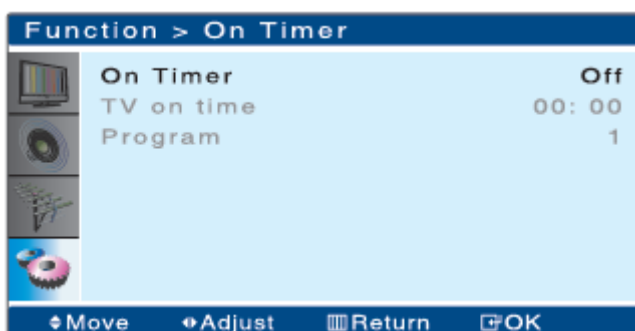 Function > On Timer
On Timer Off
TV on time 00: 00
Program 1
Move Adjust Return OK